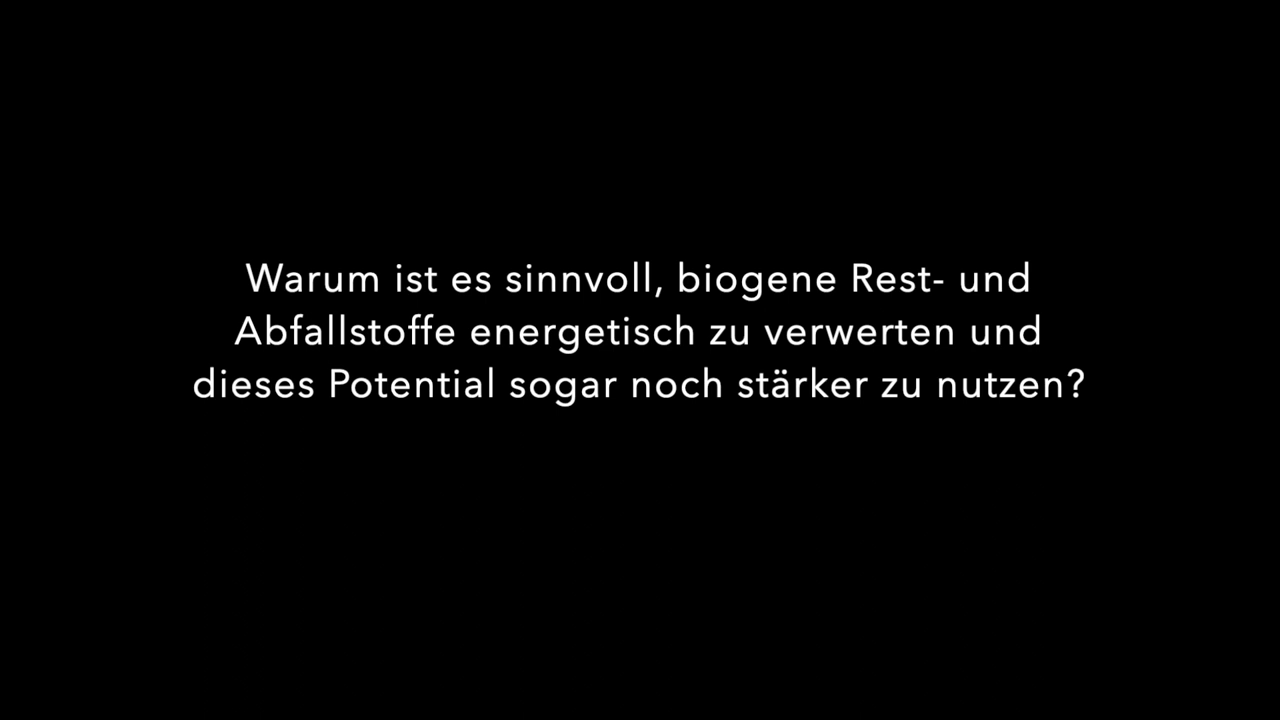 Warum ist es sinnvoll, biogene Rest- und
Abfallstoffe energetisch zu verwerten und
dieses Potential sogar noch stärker zu nutzen?